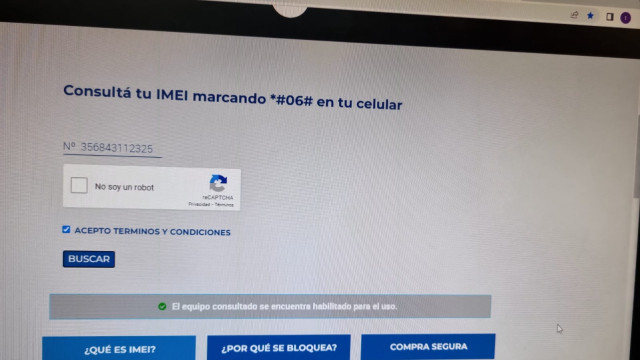 Consultá tu IMEI marcando *#06# en tu celular
Nº 356843112325
No soy un robot
reCAPTCHA
Privacidad - Términos
ACEPTO TERMINOS Y CONDICIONES
BUSCAR
El equipo consultado se encuentra habilitado para el uso.
¿QUÉ ES IMEI?
¿POR QUÉ SE BLOQUEA?
COMPRA SEGURA